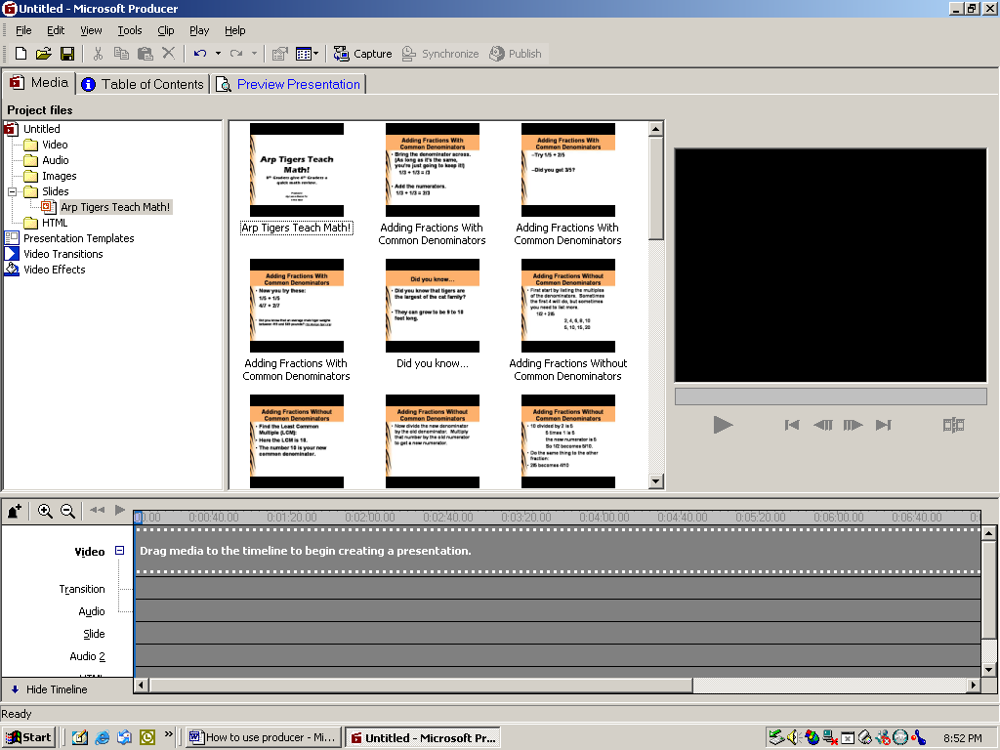 Untitled - Microsoft Producer
File Edit View Tools Clip Play Help
Capture Synchronize Publish
Media Table of Contents Preview Presentation
Project files
Untitled
Video
Audio
Images
Slides
Arp Tigers Teach Math!
HTML
Presentation Templates
Video Transitions
Video Effects
Arp Tigers Teach
Math!
quick math review.
Arp Tigers Teach Math!
Adding Fractions With
Common Denominators
• Bring the denominator across.
(As long as it's the same,
you're just going to keep it!)
1/3 + 1/3 = /3
• Add the numerators.
1/3 + 1/3 = 2/3
Adding Fractions With
Common Denominators
Adding Fractions With
Common Denominators
–Try 1/5 + 2/5
–Did you get 3/5?
Adding Fractions With
Common Denominators
Adding Fractions With
Common Denominators
• Now you try these:
1/5 + 1/5
4/7 + 2/7
Adding Fractions With
Common Denominators
Did you know...
• Did you know that tigers are
the largest of the cat family?
• They can grow to be 9 to 10
feet long.
Did you know...
Adding Fractions Without
Common Denominators
• First start by listing the multiples
of the denominators. Sometimes
the first 4 will do, but sometimes
you need to list more.
1/2 + 2/5
2, 4, 6, 8, 10
5, 10, 15, 20
Adding Fractions Without
Common Denominators
Adding Fractions Without
Common Denominators
• Find the Least Common
Multiple (LCM):
• Here the LCM is 10.
• The number 10 is your new
common denominator.
Adding Fractions Without
Common Denominators
• Now divide the new denominator
by the old denominator. Multiply
that number by the old numerator
to get a new numerator.
Adding Fractions Without
Common Denominators
• 10 divided by 2 is 5
5 times 1 is 5
the new numerator is 5
So 1/2 becomes 5/10.
• Do the same thing to the other
fraction:
• 2/5 becomes 4/10
0:00:40.00 0:01:20.00 0:02:00.00 0:02:40.00 0:03:20.00 0:04:00.00 0:04:40.00 0:05:20.00 0:06:00.00 0:06:40.00
Video
Drag media to the timeline to begin creating a presentation.
Transition
Audio
Slide
Audio 2
HTML
Hide Timeline
Ready
Start
How to use producer - Mi...
Untitled - Microsoft Pr...
8:52 PM